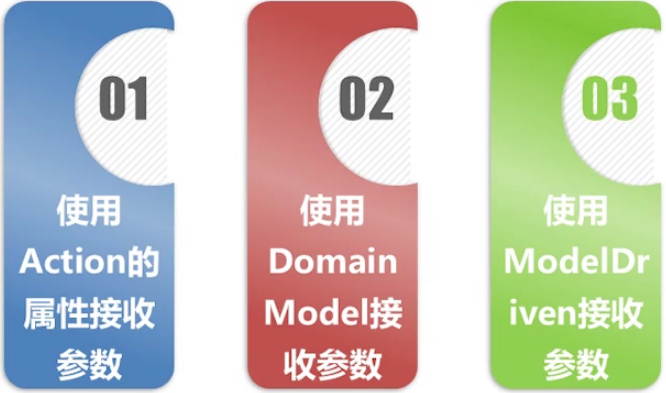 01
使用
Action的
属性接收
参数
02
使用
Domain
Model接
收参数
03
使用
ModelDr
iven接收
参数